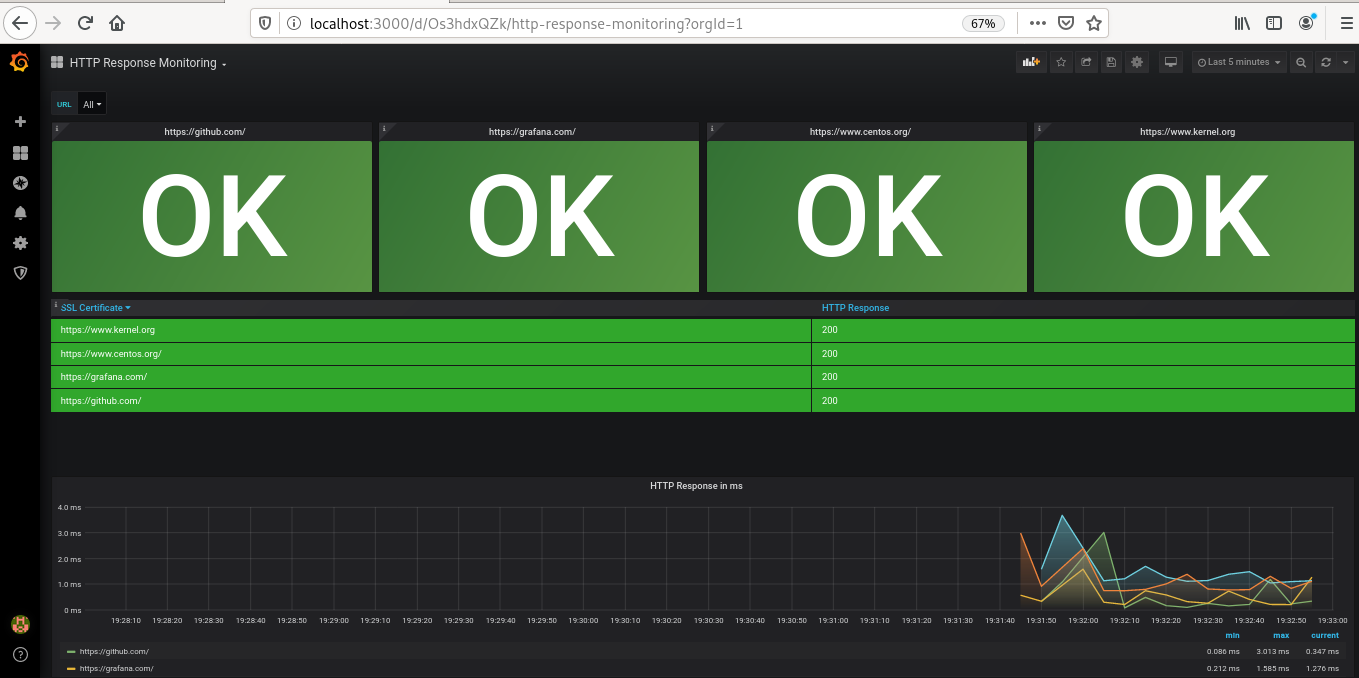 localhost:3000/d/Os3hdxQZk/http-response-monitoring?orgId=1 67%
HTTP Response Monitoring Last 5 minutes
URL All
https://github.com/ https://grafana.com/ https://www.centos.org/ https://www.kernel.org
OK OK OK OK
SSL Certificate HTTP Response
https://www.kernel.org 200
https://www.centos.org/ 200
https://grafana.com/ 200
https://github.com/ 200
HTTP Response in ms
4.0 ms
3.0 ms
2.0 ms
1.0 ms
0 ms
19:28:10 19:28:20 19:28:30 19:28:40 19:28:50 19:29:00 19:29:10 19:29:20 19:29:30 19:29:40 19:29:50 19:30:00 19:30:10 19:30:20 19:30:30 19:30:40 19:30:50 19:31:00 19:31:10 19:31:20 19:31:30 19:31:40 19:31:50 19:32:00 19:32:10 19:32:20 19:32:30 19:32:40 19:32:50 19:33:00
min max current
https://github.com/ 0.086 ms 3.013 ms 0.347 ms
https://grafana.com/ 0.212 ms 1.585 ms 1.276 ms